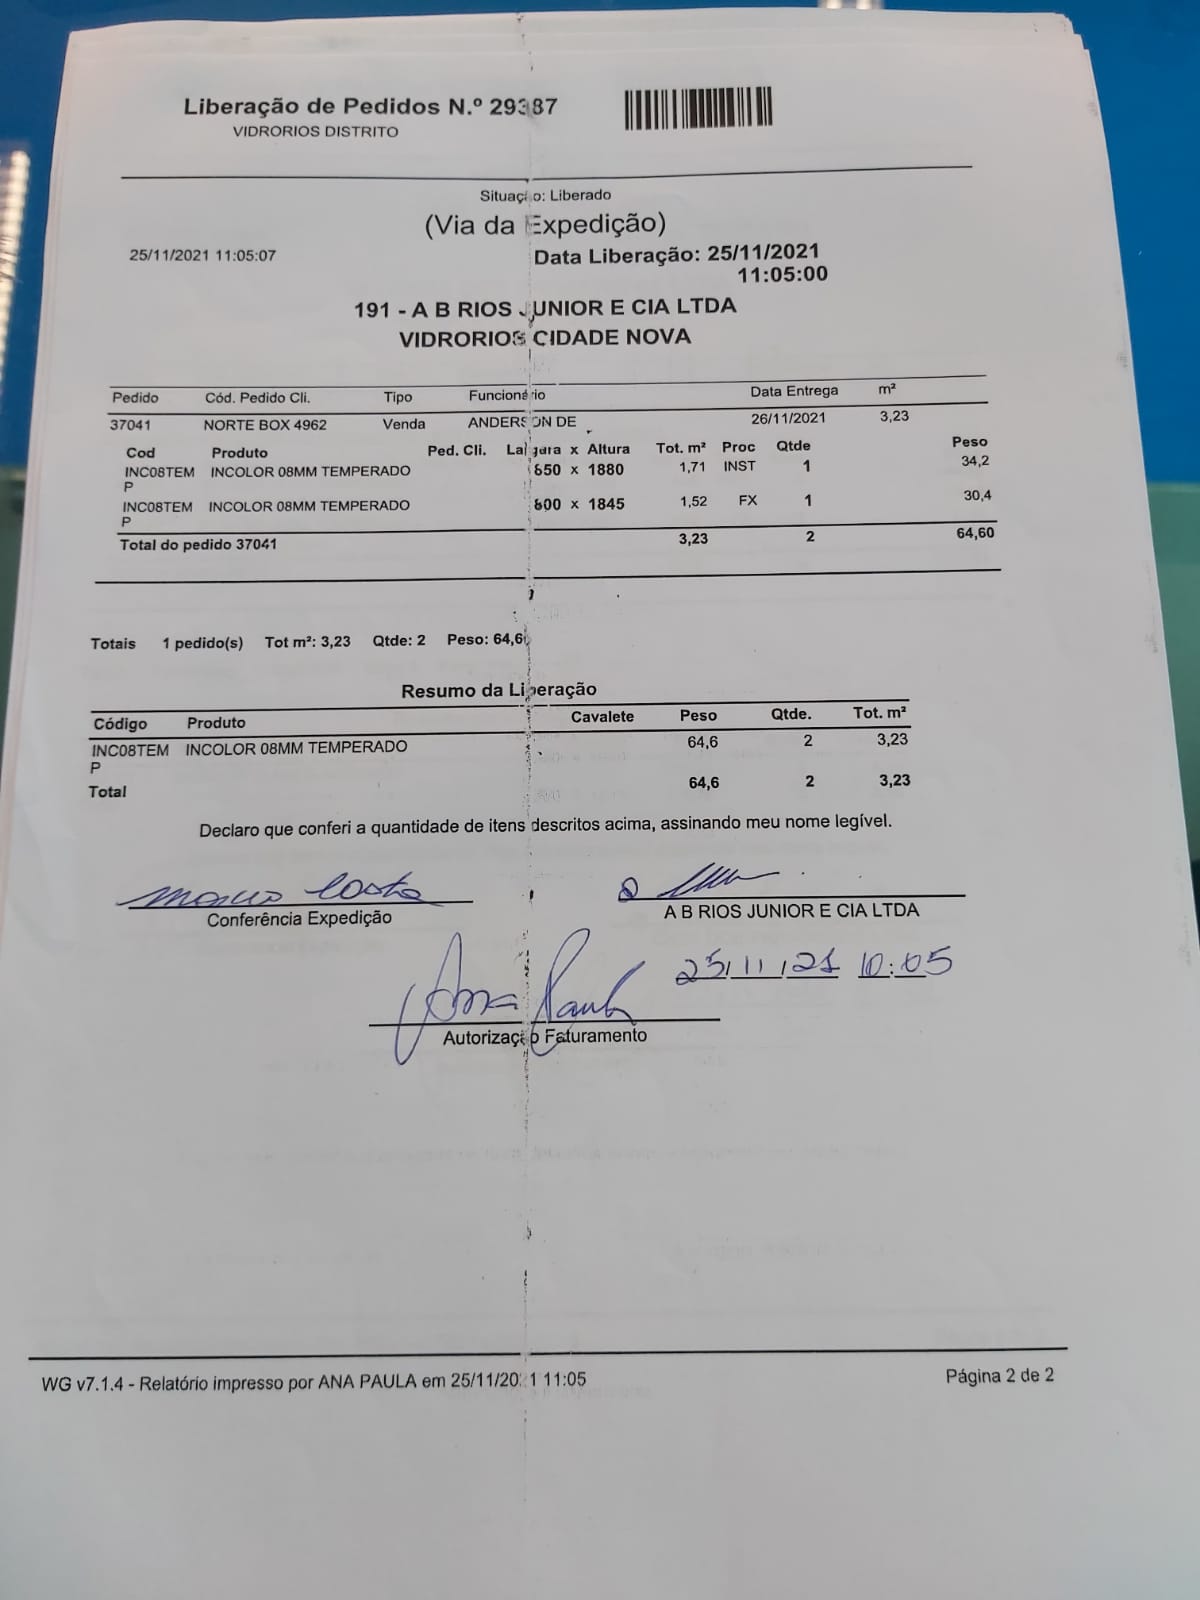 Liberação de Pedidos N.º 29387
VIDRORIOS DISTRITO
Situação: Liberado
(Via da Expedição)
25/11/2021 11:05:07
Data Liberação: 25/11/2021
11:05:00
191 - A B RIOS JUNIOR E CIA LTDA
VIDRORIOS CIDADE NOVA
Pedido Cód. Pedido Cli. Tipo Funcionário Data Entrega m²
37041 NORTE BOX 4962 Venda ANDERSON DE 26/11/2021 3,23
Cod Produto Ped. Cli. Largura x Altura Tot. m² Proc Qtde Peso
INC08TEM INCOLOR 08MM TEMPERADO x 1880 1,71 INST 1 34,2
P
INC08TEM INCOLOR 08MM TEMPERADO x 1845 1,52 FX 1 30,4
P
Total do pedido 37041 3,23 2 64,60
Totais 1 pedido(s) Tot m²: 3,23 Qtde: 2 Peso: 64,60
Resumo da Liberação
Código Produto Cavalete Peso Qtde. Tot. m²
INC08TEM INCOLOR 08MM TEMPERADO 64,6 2 3,23
P
Total 64,6 2 3,23
Declaro que conferi a quantidade de itens descritos acima, assinando meu nome legível.
Costa
Conferência Expedição
A B RIOS JUNIOR E CIA LTDA
25/11/21 10:05
Ana Paula
Autorização Faturamento
WG v7.1.4 - Relatório impresso por ANA PAULA em 25/11/2021 11:05
Página 2 de 2